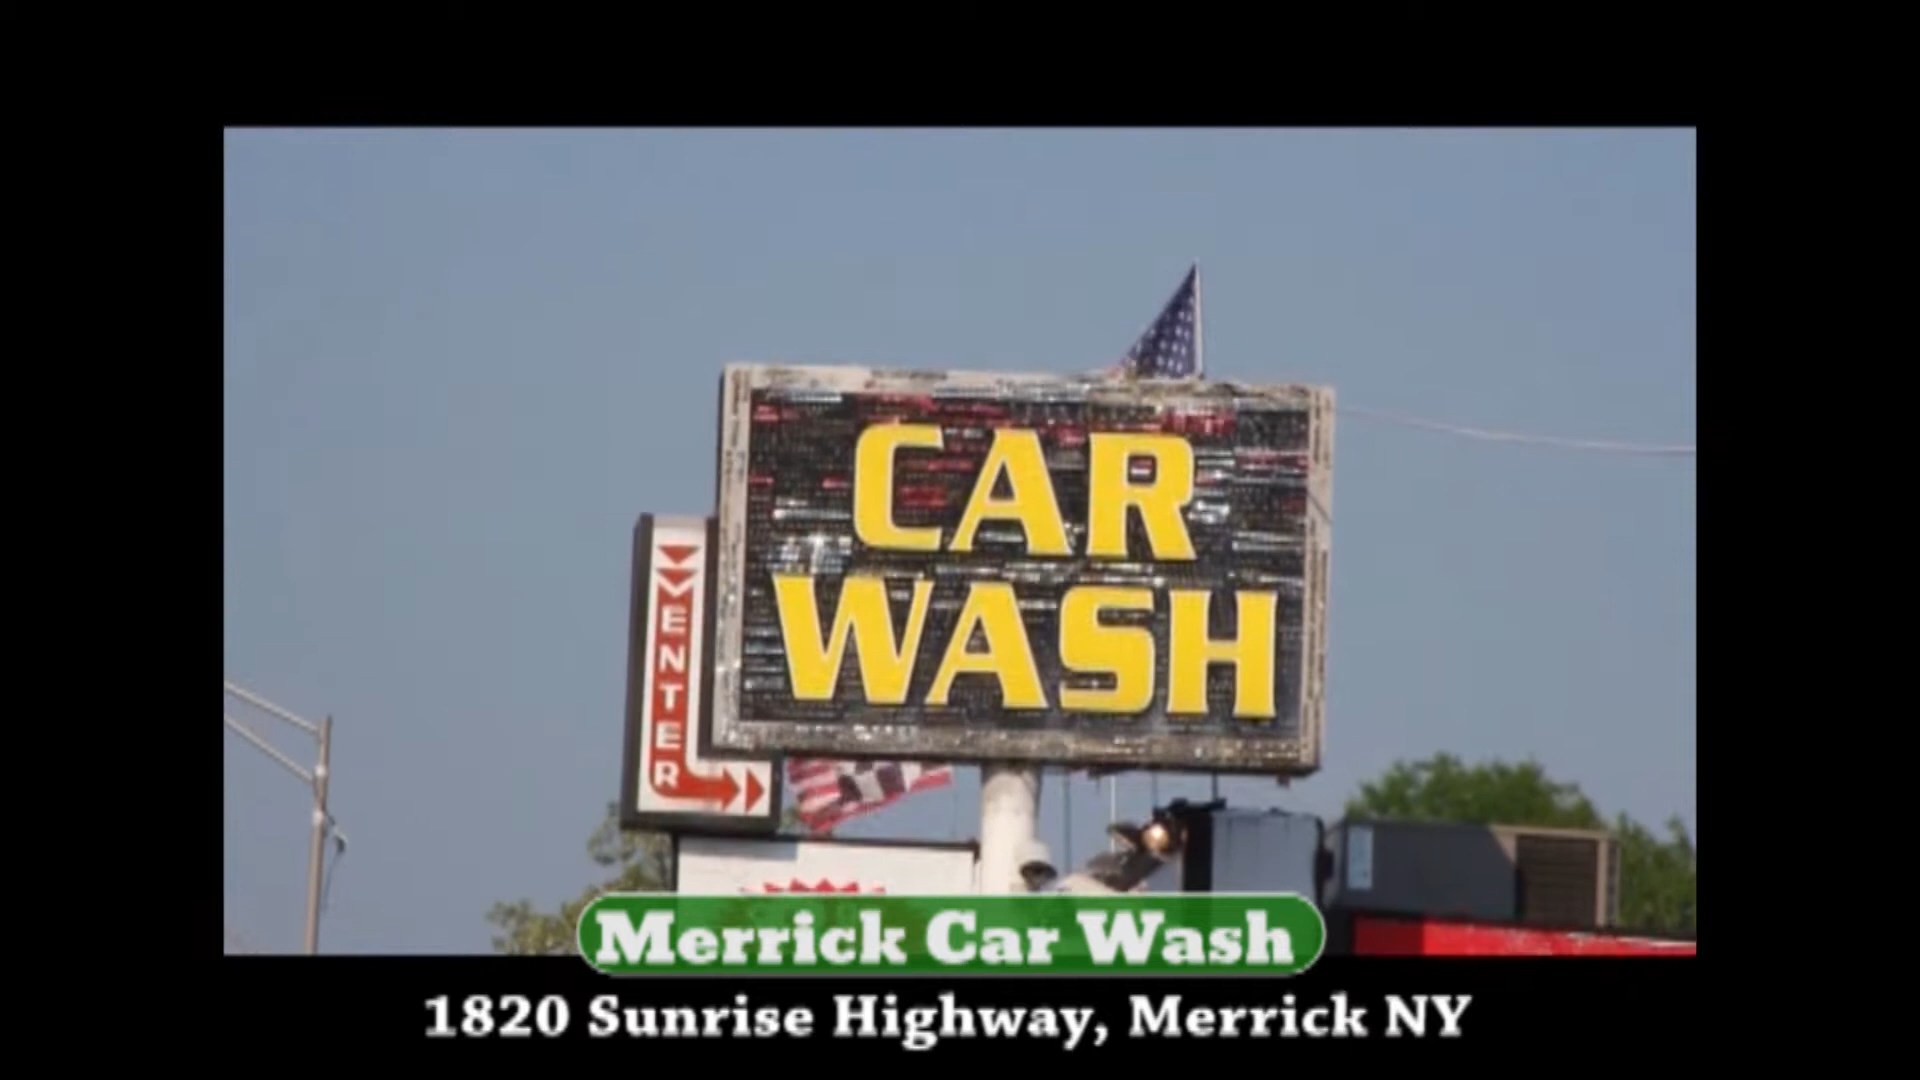 CAR
WASH
ENTER
Merrick Car Wash
1820 Sunrise Highway, Merrick NY